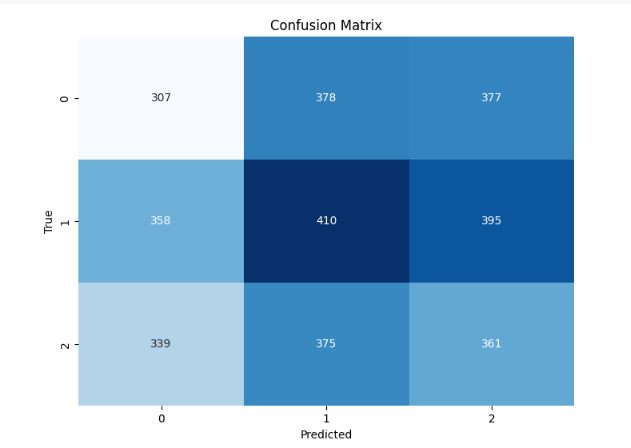 Confusion Matrix
0 307 378 377
True 1 358 410 395
2 339 375 361
0 1 2
Predicted